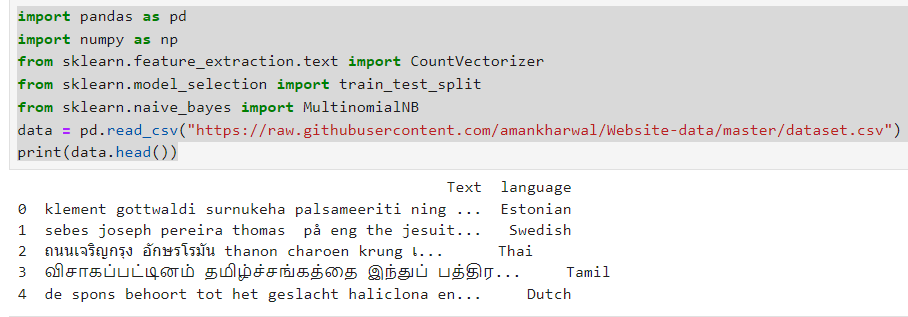 import pandas as pd
import numpy as np
from sklearn.feature_extraction.text import CountVectorizer
from sklearn.model_selection import train_test_split
from sklearn.naive_bayes import MultinomialNB
data = pd.read_csv("https://raw.githubusercontent.com/amankharwal/Website-data/master/dataset.csv")
print(data.head())
Text language
0 klement gottwaldi surnukeha palsameeriti ning ... Estonian
1 sebes joseph pereira thomas på eng the jesuit... Swedish
2 ถนนเจริญกรุง อักษรโรมัน thanon charoen krung เ... Thai
3 விசாகப்பட்டினம் தமிழ்ச்சங்கத்தை இந்துப் பத்திர... Tamil
4 de spons behoort tot het geslacht haliclona en... Dutch